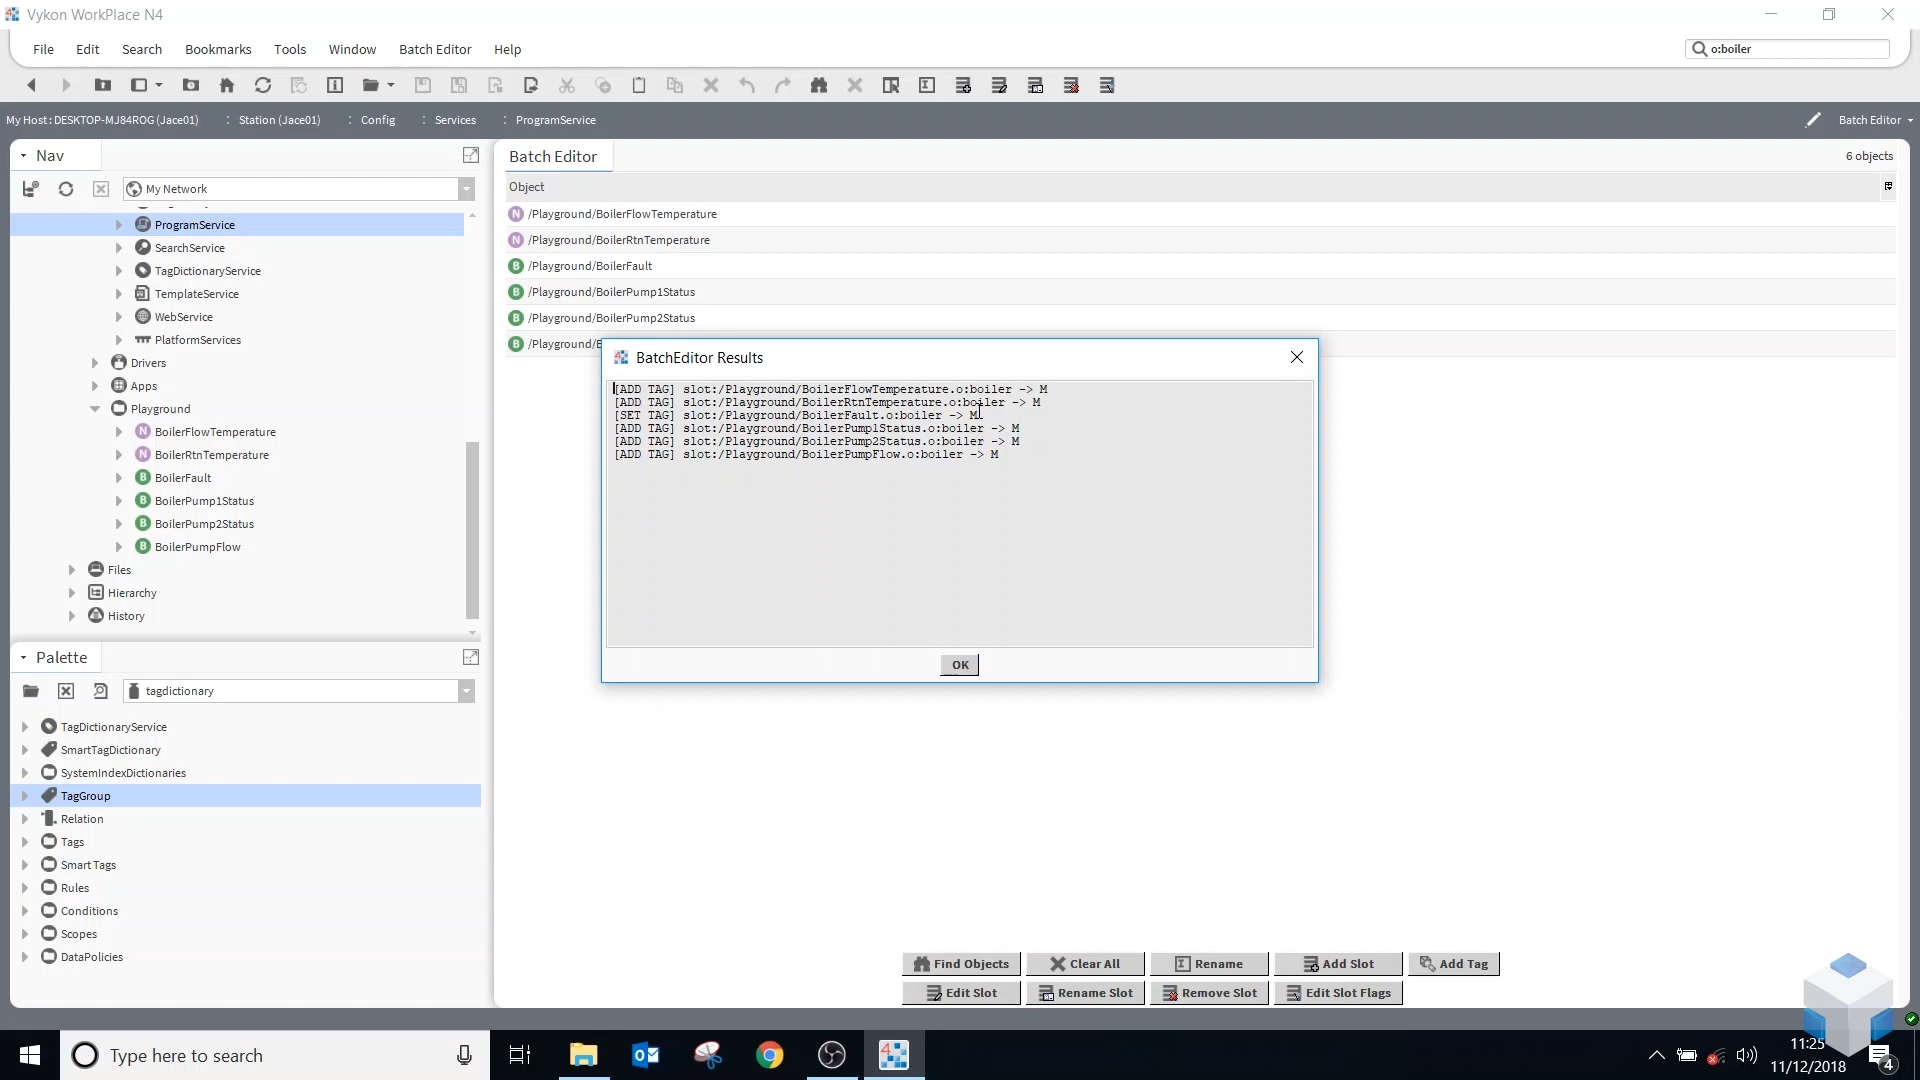 Vykon WorkPlace N4
File Edit Search Bookmarks Tools Window Batch Editor Help
o:boiler
My Host : DESKTOP-MJ84ROG (Jace01) : Station (Jace01) : Config : Services : ProgramService
Batch Editor
Nav
My Network
ProgramService
SearchService
TagDictionaryService
TemplateService
WebService
PlatformServices
Drivers
Apps
Playground
BoilerFlowTemperature
BoilerRtnTemperature
BoilerFault
BoilerPump1Status
BoilerPump2Status
BoilerPumpFlow
Files
Hierarchy
History
Palette
tagdictionary
TagDictionaryService
SmartTagDictionary
SystemIndexDictionaries
TagGroup
Relation
Tags
Smart Tags
Rules
Conditions
Scopes
DataPolicies
Batch Editor
6 objects
Object
N /Playground/BoilerFlowTemperature
N /Playground/BoilerRtnTemperature
B /Playground/BoilerFault
B /Playground/BoilerPump1Status
B /Playground/BoilerPump2Status
B /Playground/B
BatchEditor Results
[ADD TAG] slot:/Playground/BoilerFlowTemperature.o:boiler -> M
[ADD TAG] slot:/Playground/BoilerRtnTemperature.o:boiler -> M
[SET TAG] slot:/Playground/BoilerFault.o:boiler -> M
[ADD TAG] slot:/Playground/BoilerPump1Status.o:boiler -> M
[ADD TAG] slot:/Playground/BoilerPump2Status.o:boiler -> M
[ADD TAG] slot:/Playground/BoilerPumpFlow.o:boiler -> M
OK
Find Objects Clear All Rename Add Slot Add Tag
Edit Slot Rename Slot Remove Slot Edit Slot Flags
Type here to search
11:25
11/12/2018
4